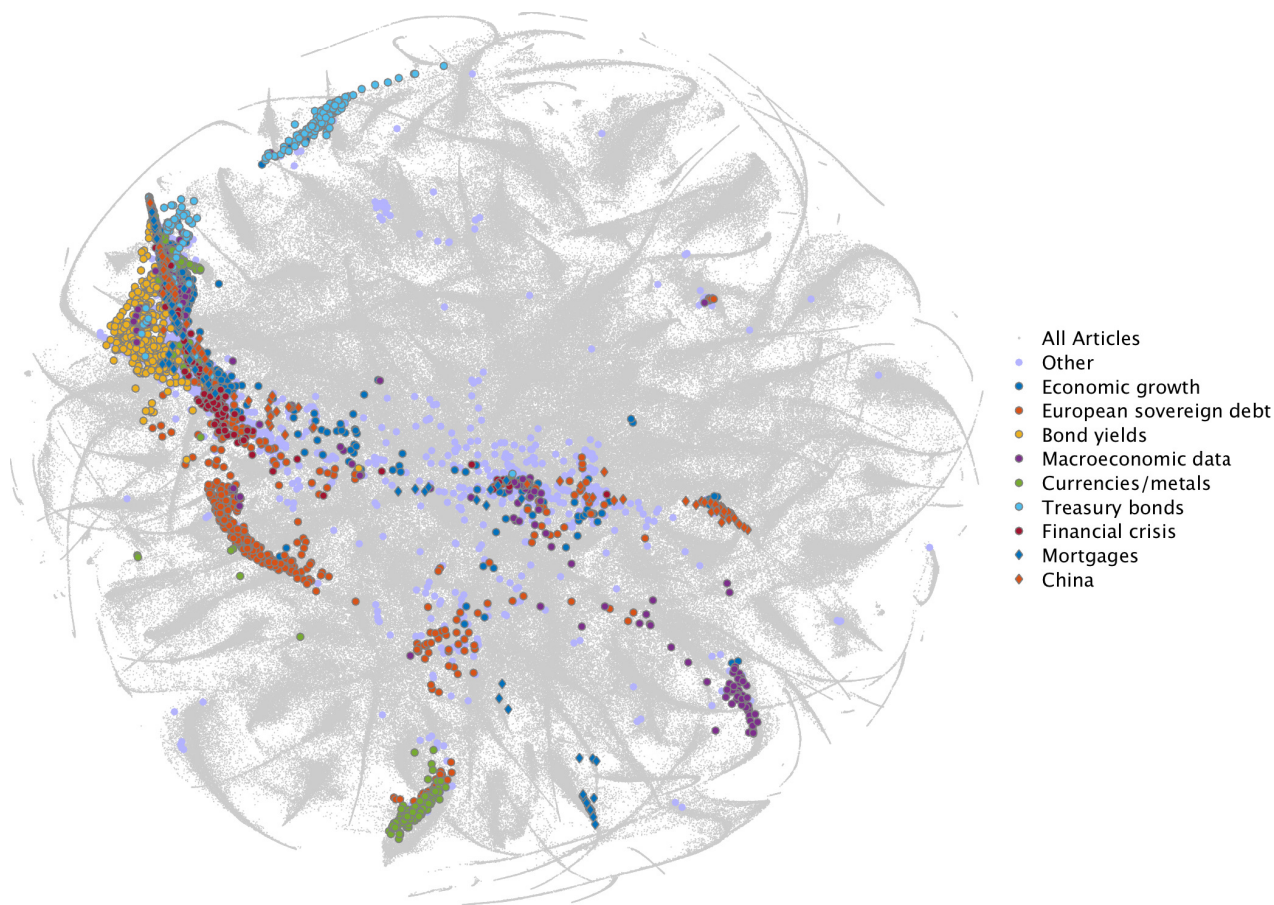 All Articles
Other
Economic growth
European sovereign debt
Bond yields
Macroeconomic data
Currencies/metals
Treasury bonds
Financial crisis
Mortgages
China